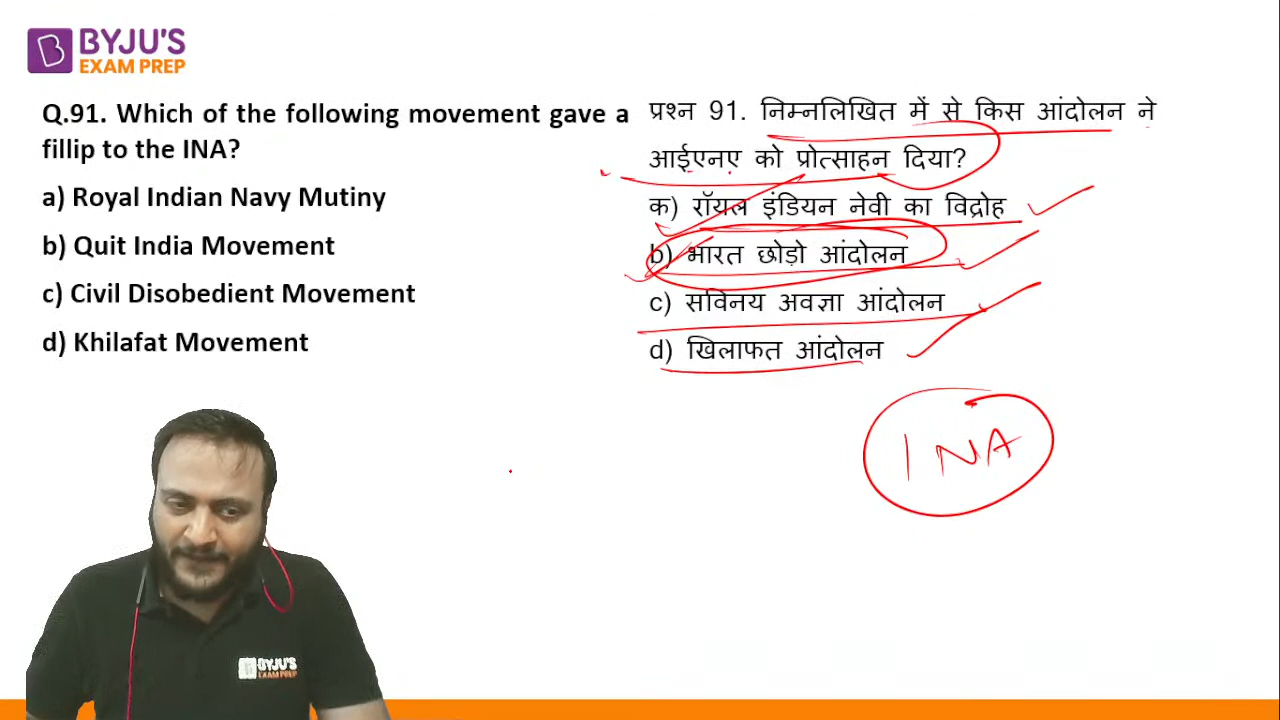 BYJU'S
EXAM PREP
Q.91. Which of the following movement gave a
fillip to the INA?
a) Royal Indian Navy Mutiny
b) Quit India Movement
c) Civil Disobedient Movement
d) Khilafat Movement
प्रश्न 91. निम्नलिखित में से किस आंदोलन ने
आईएनए को प्रोत्साहन दिया?
क) रॉयल इंडियन नेवी का विद्रोह
b) भारत छोड़ो आंदोलन
c) सविनय अवज्ञा आंदोलन
d) खिलाफत आंदोलन
INA
BYJU'S
EXAM PREP